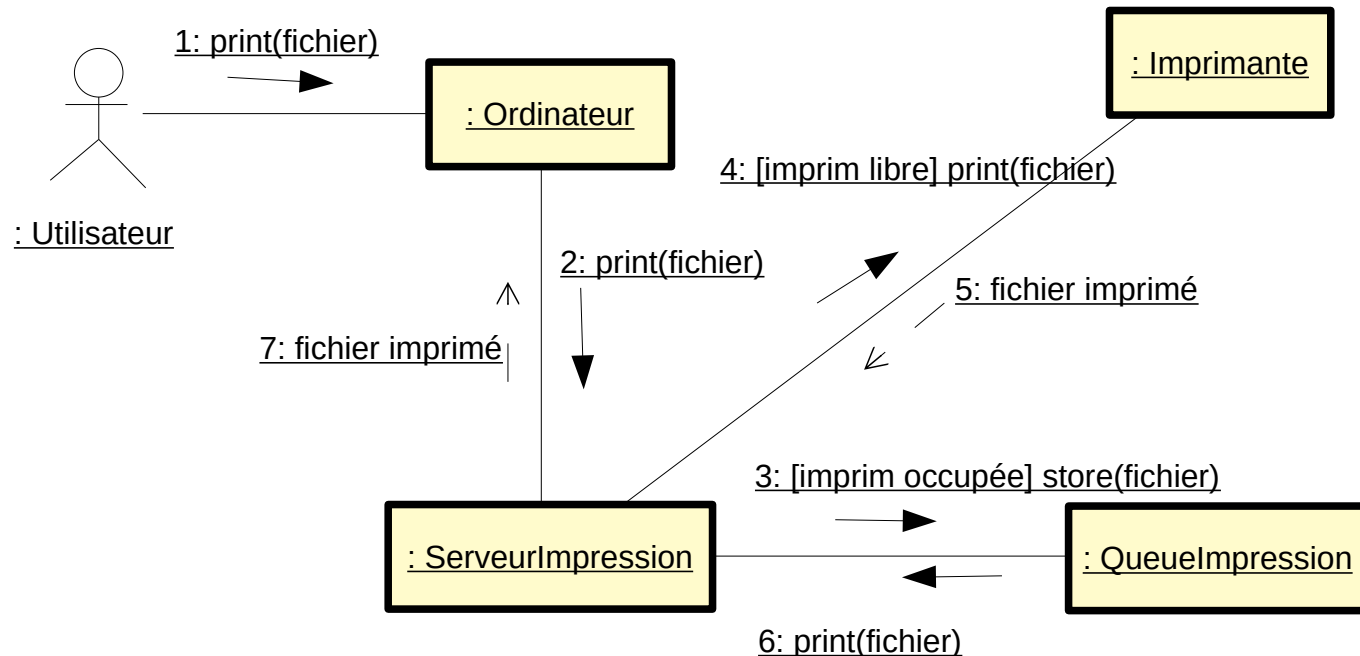 1: print(fichier)
: Imprimante
: Ordinateur
4: [imprim libre] print(fichier)
: Utilisateur
2: print(fichier)
5: fichier imprimé
7: fichier imprimé
3: [imprim occupée] store(fichier)
: ServeurImpression
: QueueImpression
6: print(fichier)